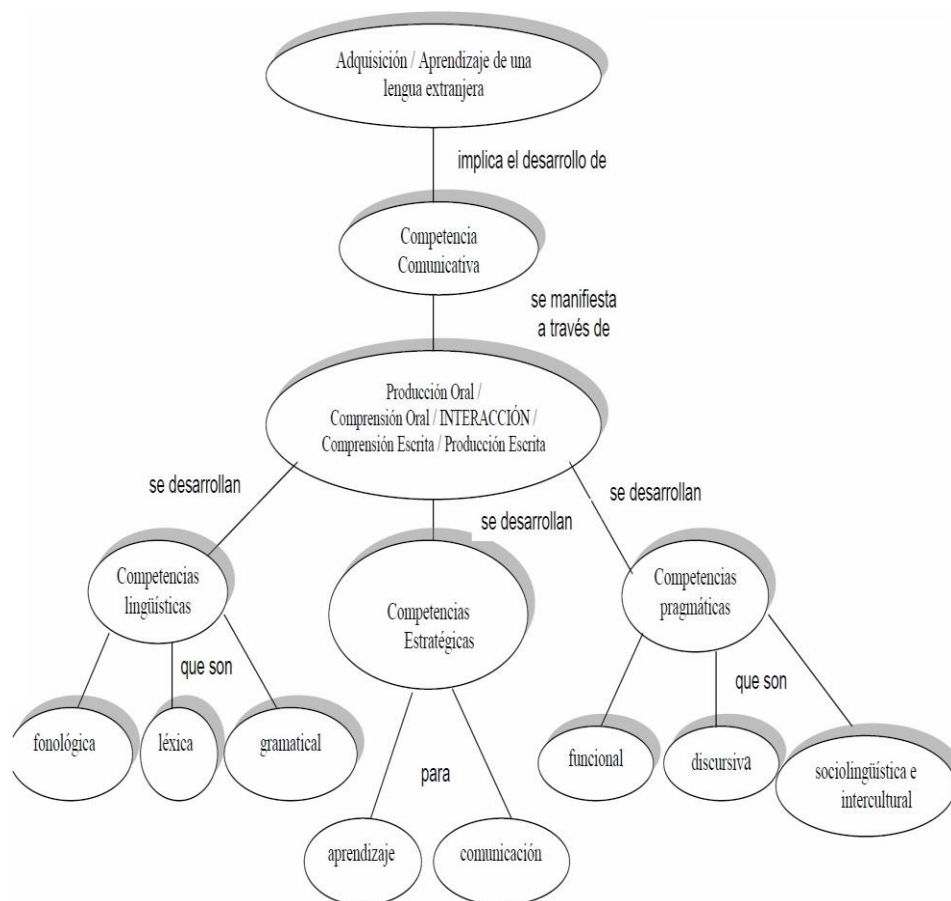 Adquisición / Aprendizaje de una
lengua extranjera
implica el desarrollo de
Competencia
Comunicativa
se manifiesta
a través de
Producción Oral /
Comprensión Oral / INTERACCIÓN /
Comprensión Escrita / Producción Escrita
se desarrollan
se desarrollan
se desarrollan
Competencias
lingüísticas
Competencias
Estratégicas
Competencias
pragmáticas
que son
que son
fonológica
léxica
gramatical
funcional
discursiva
sociolingüística e
intercultural
para
aprendizaje
comunicación